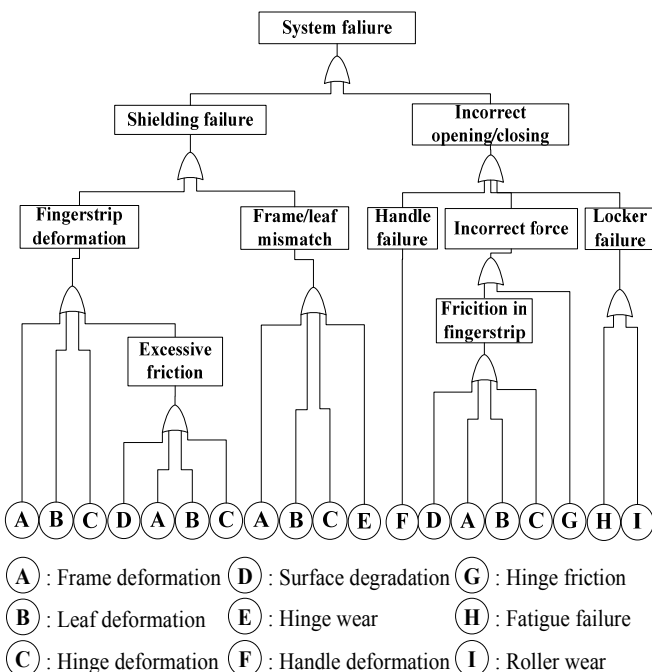 System faliure
Shielding failure
Incorrect
opening/closing
Fingerstrip
deformation
Frame/leaf
mismatch
Handle
failure
Incorrect force
Locker
failure
Fricition in
fingerstrip
Excessive
friction
A B C D A B C A B C E F D A B C G H I
A : Frame deformation D : Surface degradation G : Hinge friction
B : Leaf deformation E : Hinge wear H : Fatigue failure
C : Hinge deformation F : Handle deformation I : Roller wear